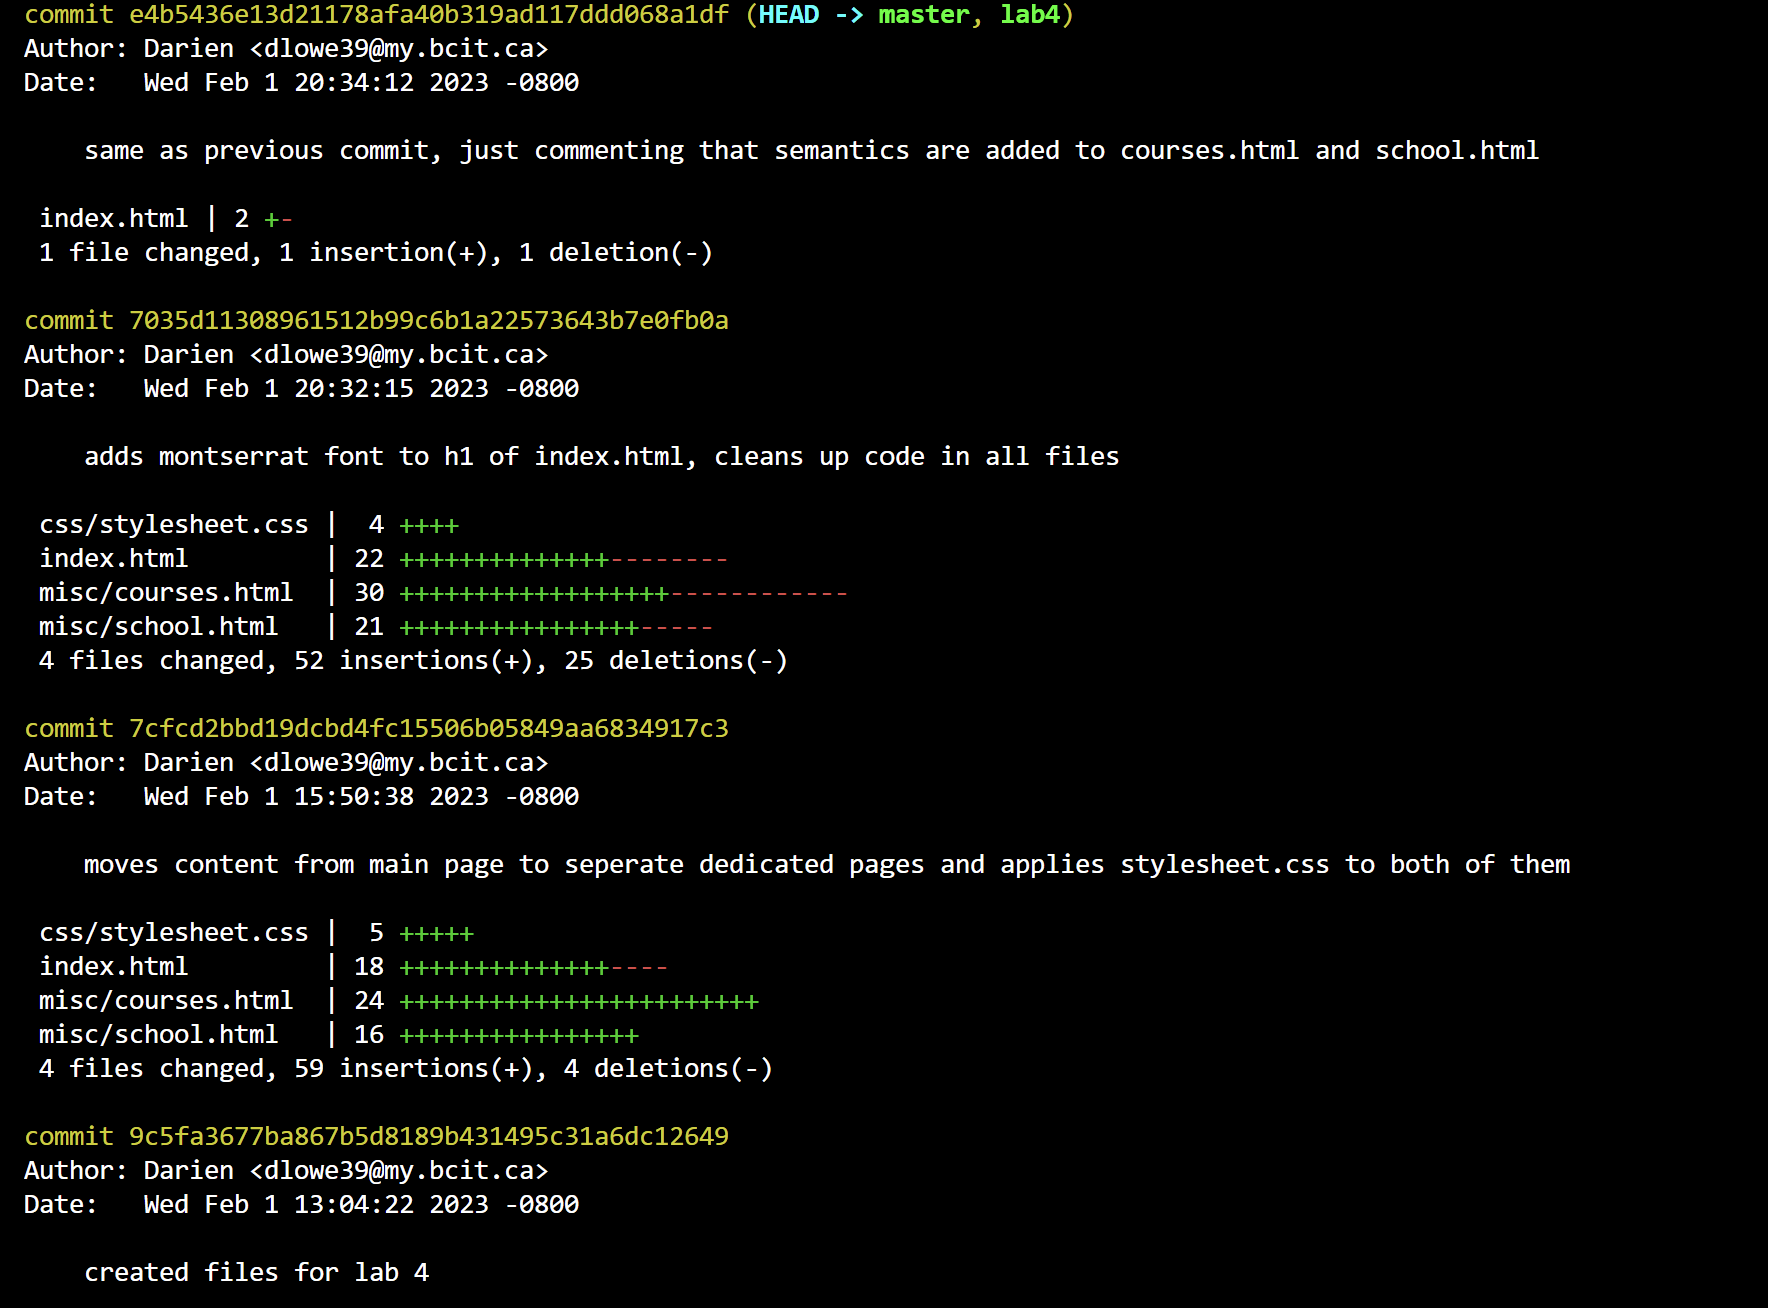 commit e4b5436e13d21178afa40b319ad117ddd068a1df (HEAD -> master, lab4)
Author: Darien <dlowe39@my.bcit.ca>
Date:   Wed Feb 1 20:34:12 2023 -0800
same as previous commit, just commenting that semantics are added to courses.html and school.html
index.html | 2 +-
1 file changed, 1 insertion(+), 1 deletion(-)
commit 7035d11308961512b99c6b1a22573643b7e0fb0a
Author: Darien <dlowe39@my.bcit.ca>
Date:   Wed Feb 1 20:32:15 2023 -0800
adds montserrat font to h1 of index.html, cleans up code in all files
css/stylesheet.css |  4 ++++
index.html         | 22 ++++++++++++++--------
misc/courses.html  | 30 ++++++++++++++++++------------
misc/school.html   | 21 ++++++++++++++++-----
4 files changed, 52 insertions(+), 25 deletions(-)
commit 7cfcd2bbd19dcbd4fc15506b05849aa6834917c3
Author: Darien <dlowe39@my.bcit.ca>
Date:   Wed Feb 1 15:50:38 2023 -0800
moves content from main page to seperate dedicated pages and applies stylesheet.css to both of them
css/stylesheet.css |  5 +++++
index.html         | 18 ++++++++++++++----
misc/courses.html  | 24 ++++++++++++++++++++++++
misc/school.html   | 16 ++++++++++++++++
4 files changed, 59 insertions(+), 4 deletions(-)
commit 9c5fa3677ba867b5d8189b431495c31a6dc12649
Author: Darien <dlowe39@my.bcit.ca>
Date:   Wed Feb 1 13:04:22 2023 -0800
created files for lab 4